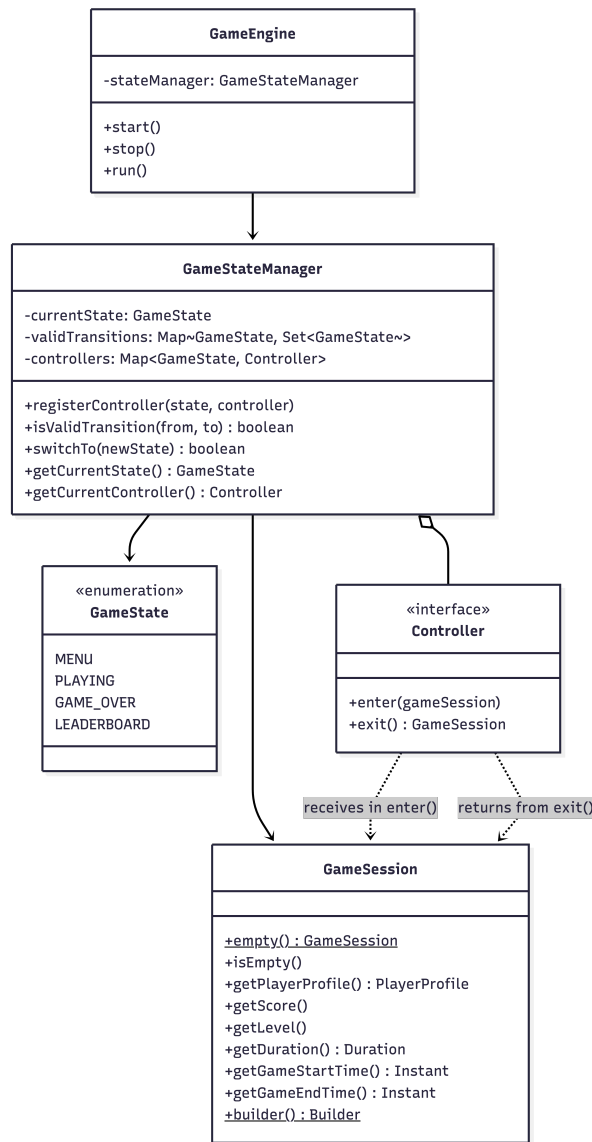 GameEngine
-stateManager: GameStateManager
+start()
+stop()
+run()
GameStateManager
-currentState: GameState
-validTransitions: Map~GameState, Set<GameState~>
-controllers: Map<GameState, Controller>
+registerController(state, controller)
+isValidTransition(from, to) : boolean
+switchTo(newState) : boolean
+getCurrentState() : GameState
+getCurrentController() : Controller
«enumeration»
GameState
MENU
PLAYING
GAME_OVER
LEADERBOARD
«interface»
Controller
+enter(gameSession)
+exit() : GameSession
receives in enter()
returns from exit()
GameSession
+empty() : GameSession
+isEmpty()
+getPlayerProfile() : PlayerProfile
+getScore()
+getLevel()
+getDuration() : Duration
+getGameStartTime() : Instant
+getGameEndTime() : Instant
+builder() : Builder